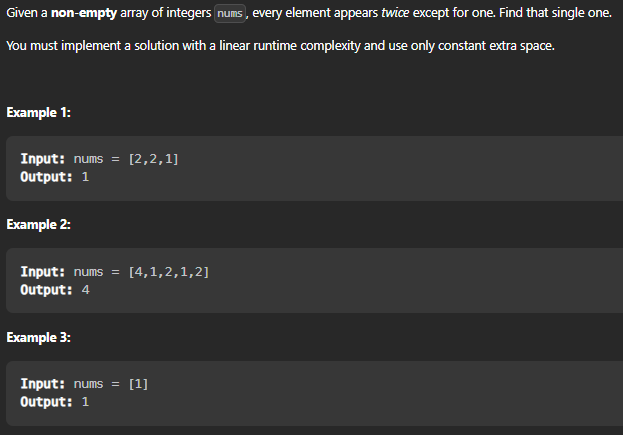 Given a non-empty array of integers nums, every element appears twice except for one. Find that single one.
You must implement a solution with a linear runtime complexity and use only constant extra space.
Example 1:
Input: nums = [2,2,1]
Output: 1
Example 2:
Input: nums = [4,1,2,1,2]
Output: 4
Example 3:
Input: nums = [1]
Output: 1